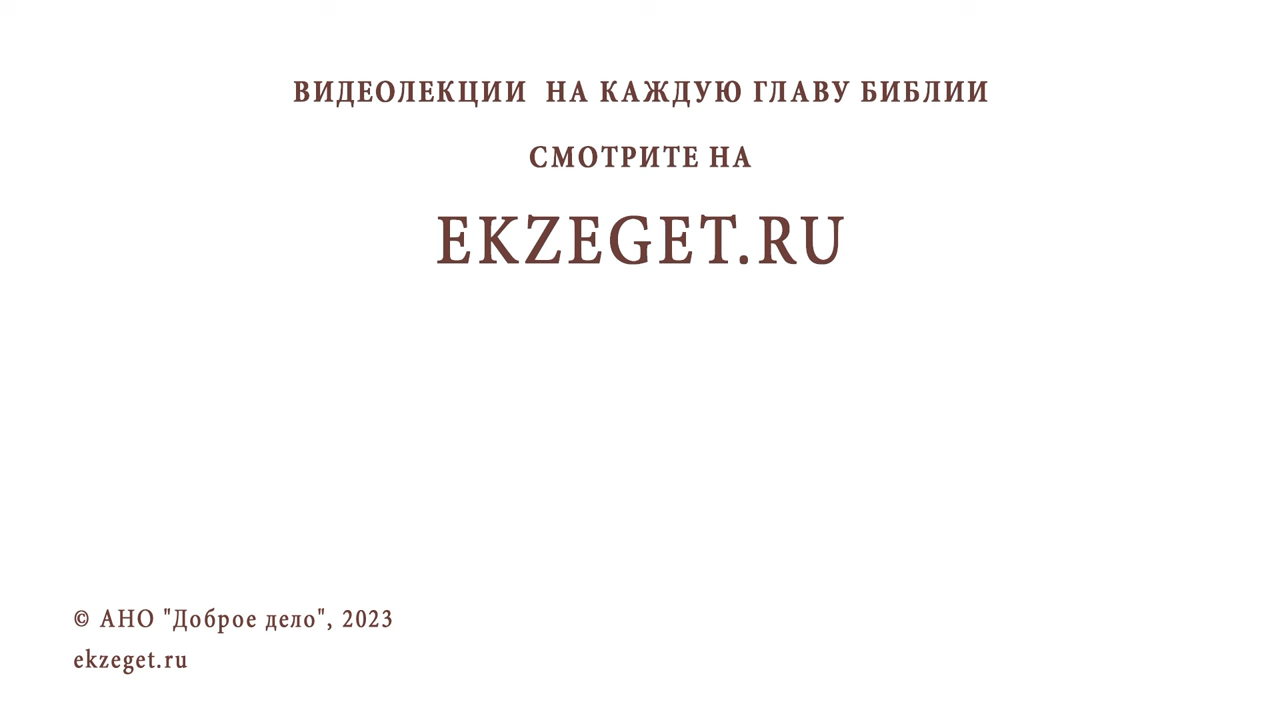 ВИДЕОЛЕКЦИИ НА КАЖДУЮ ГЛАВУ БИБЛИИ
СМОТРИТЕ НА
EKZEGET.RU
© АНО "Доброе дело", 2023
ekzeget.ru